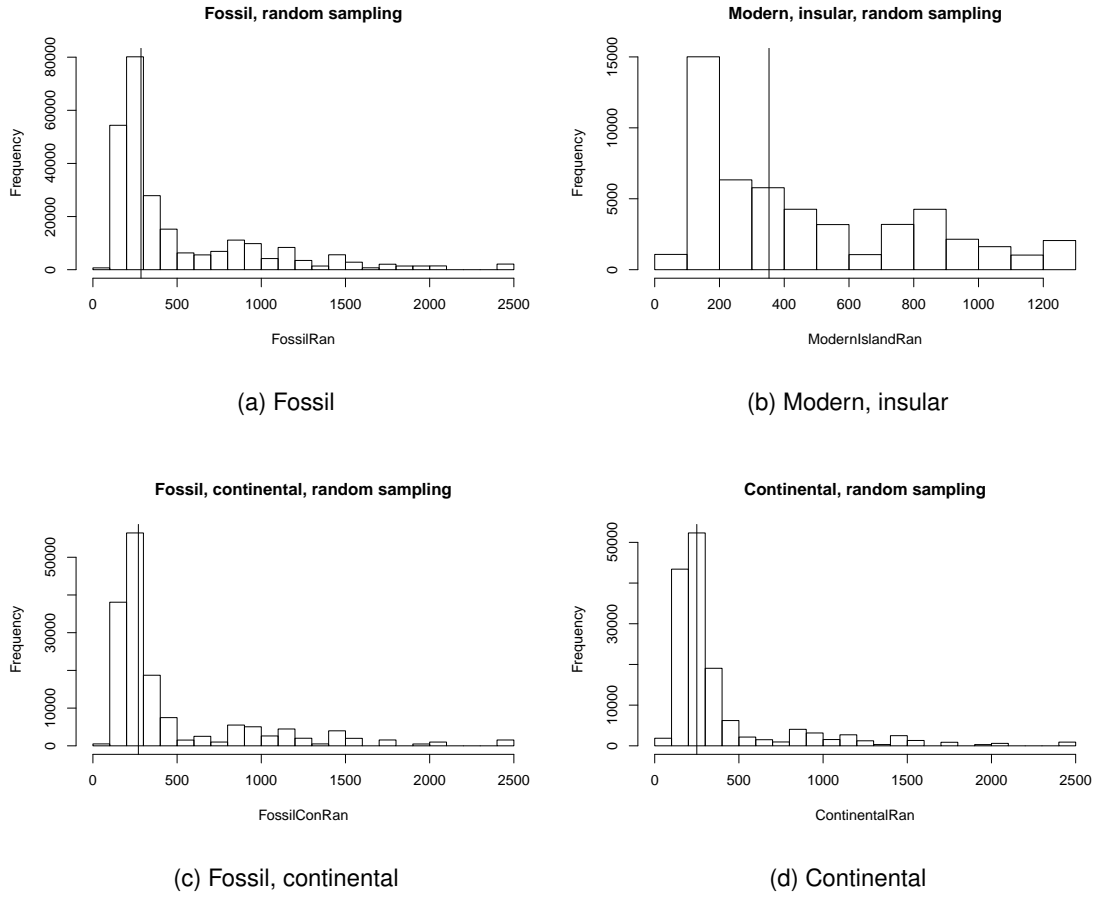 Fossil, random sampling
Frequency
0
20000
40000
60000
80000
0 500 1000 1500 2000 2500
FossilRan
(a) Fossil
Modern, insular, random sampling
Frequency
0
5000
10000
15000
0 200 400 600 800 1000 1200
ModernIslandRan
(b) Modern, insular
Fossil, continental, random sampling
Frequency
0
10000
30000
50000
0 500 1000 1500 2000 2500
FossilConRan
(c) Fossil, continental
Continental, random sampling
Frequency
0
10000
30000
50000
0 500 1000 1500 2000 2500
ContinentalRan
(d) Continental